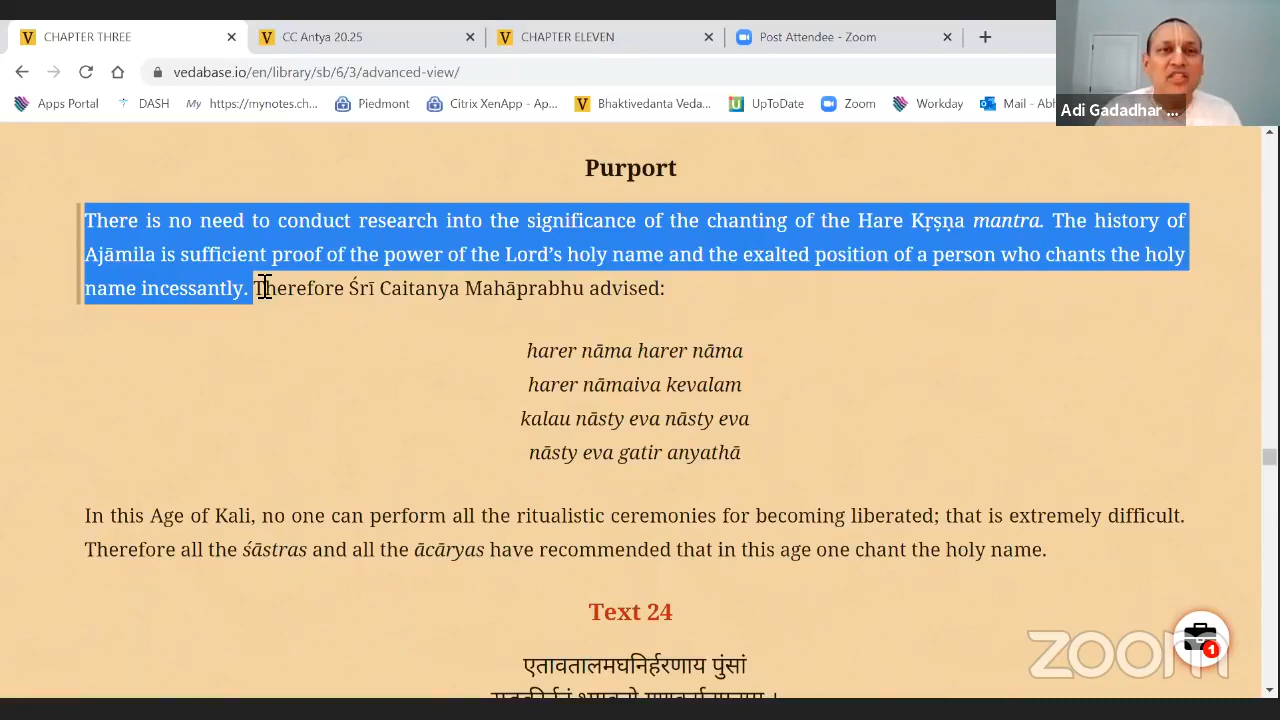 CHAPTER THREE
CC Antya 20.25
CHAPTER ELEVEN
Post Attendee - Zoom
vedabase.io/en/library/sb/6/3/advanced-view/
Apps Portal
DASH
My https://mynotes.ch...
Piedmont
Citrix XenApp - Ap...
Bhaktivedanta Veda...
UpToDate
Zoom
Workday
Mail - Abh
Adi Gadadhar ...
Purport
There is no need to conduct research into the significance of the chanting of the Hare Kṛṣṇa mantra. The history of
Ajāmila is sufficient proof of the power of the Lord’s holy name and the exalted position of a person who chants the holy
name incessantly. Therefore Śrī Caitanya Mahāprabhu advised:
harer nāma harer nāma
harer nāmaiva kevalam
kalau nāsty eva nāsty eva
nāsty eva gatir anyathā
In this Age of Kali, no one can perform all the ritualistic ceremonies for becoming liberated; that is extremely difficult.
Therefore all the śāstras and all the ācāryas have recommended that in this age one chant the holy name.
Text 24
एतावतालमघनिर्हरणाय पुंसां
zoom
1